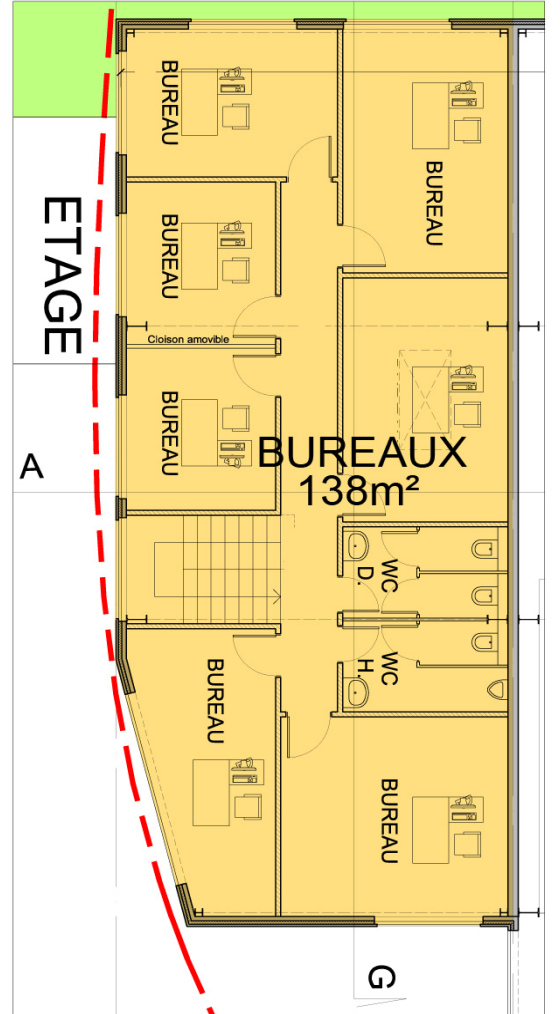 BUREAU
BUREAU
ETAGE
BUREAU
Cloison amovible
BUREAU
A
BUREAUX
138m²
WC
D.
WC
H.
BUREAU
BUREAU
G